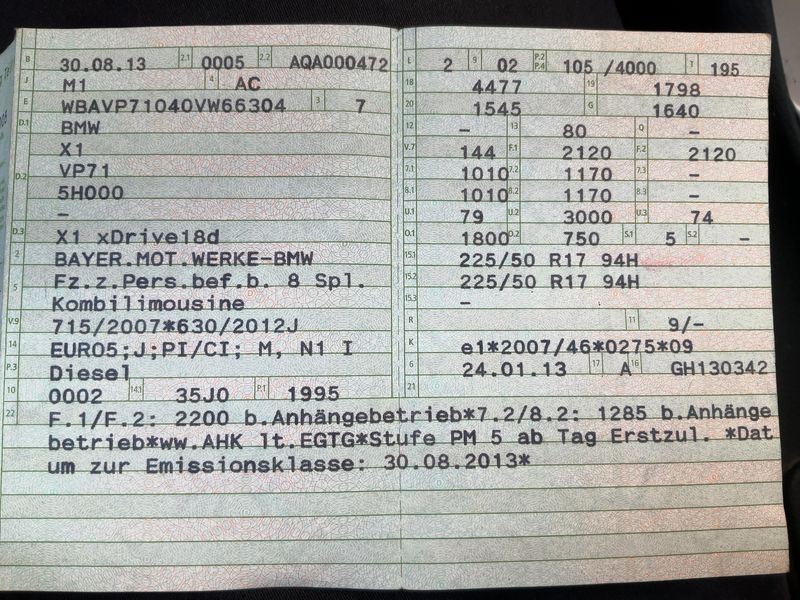 B 30.08.13 2.1 0005 2.2 AQA000472
J M1 4 AC
E WBAVP71040VW66304 3 7
D.1 BMW
X1
VP71
D.2 5H000
–
D.3 X1 xDrive18d
2 BAYER.MOT.WERKE-BMW
5 Fz.z.Pers.bef.b. 8 Spl.
Kombilimousine
V.9 715/2007*630/2012J
14 EURO5;J;PI/CI; M, N1 I
P.3 Diesel
10 0002 14.1 35J0 P.1 1995
L 2 9 02 P.2 P.4 105 /4000 T 195
18 4477 19 1798
20 1545 G 1640
12 – 13 80 Q –
V.7 144 F.1 2120 F.2 2120
7.1 1010 7.2 1170 7.3 –
8.1 1010 8.2 1170 8.3 –
U.1 79 U.2 3000 U.3 74
O.1 1800 O.2 750 S.1 5 S.2 –
15.1 225/50 R17 94H
15.2 225/50 R17 94H
15.3 –
R 11 9/–
K e1*2007/46*0275*09
6 24.01.13 17 A 16 GH130342
21
22 F.1/F.2: 2200 b.Anhängebetrieb*7.2/8.2: 1285 b.Anhänge
betrieb*ww.AHK lt.EGTG*Stufe PM 5 ab Tag Erstzul. *Dat
um zur Emissionsklasse: 30.08.2013*